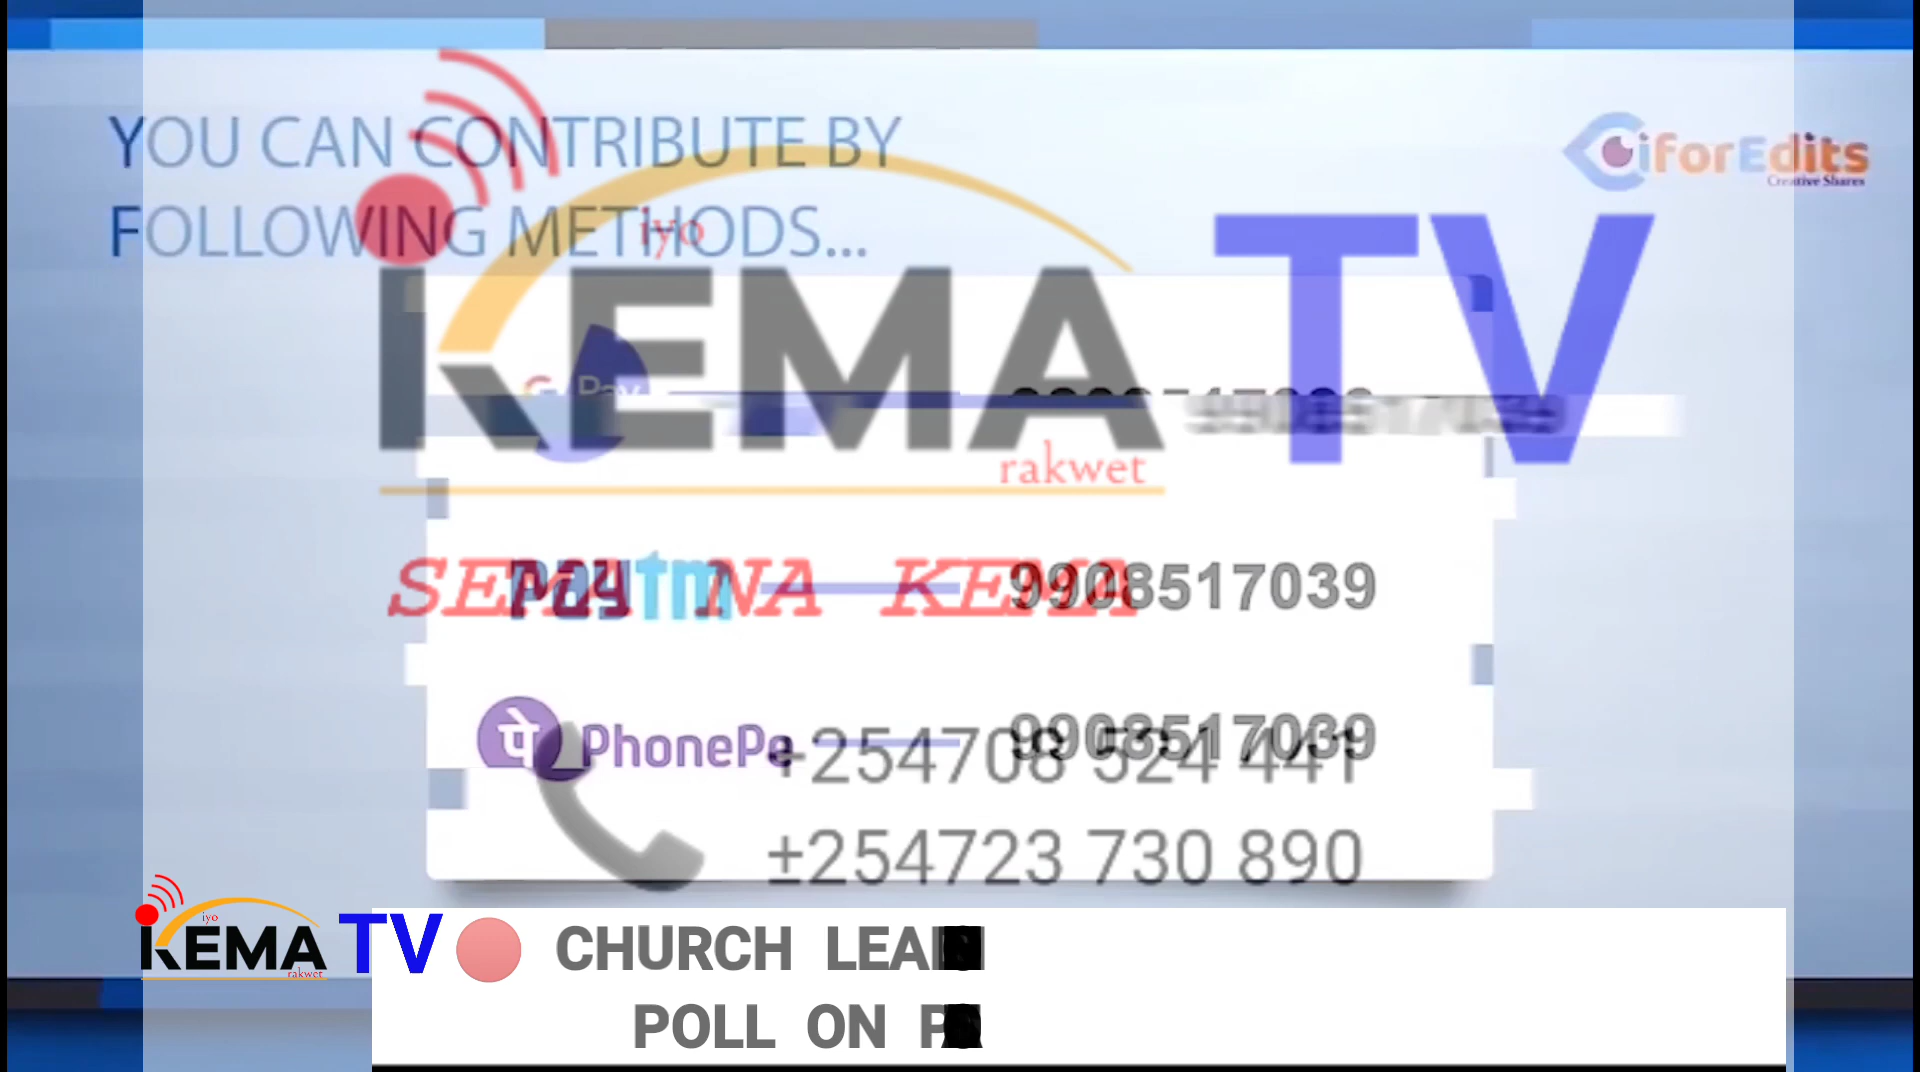 YOU CAN CONTRIBUTE BY
FOLLOWING METHODS...
iForEdits
Creative Shares
iyo
KEMA TV
rakwet
G Pay
SEMA NA KEMA
paytm 9908517039
पे PhonePe 9908517039
+254708 524 441
±254723 730 890
iyo
KEMA TV
rakwet
CHURCH
POLL ON